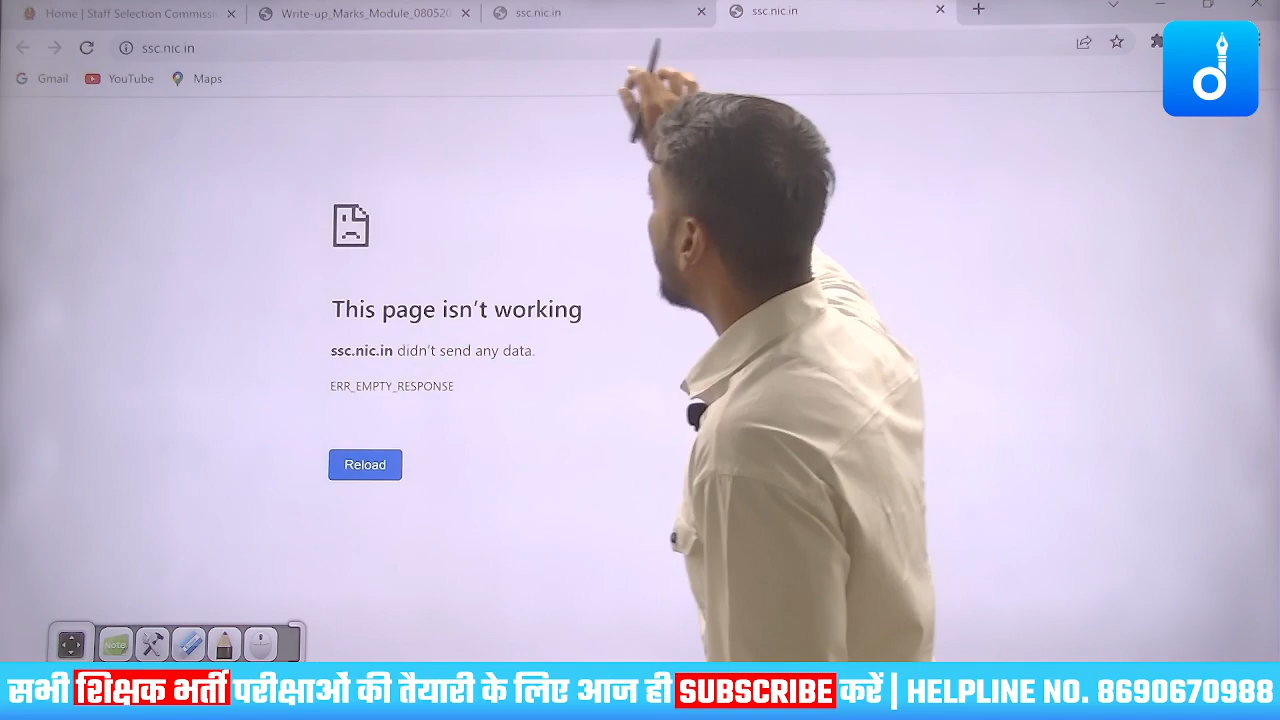 Home | Staff Selection Commissi
Write-up_Marks_Module_080520
ssc.nic.in
ssc.nic.in
ssc.nic.in
Gmail
YouTube
Maps
This page isn't working
ssc.nic.in didn't send any data.
ERR_EMPTY_RESPONSE
Reload
Note
सभी शिक्षक भर्ती परीक्षाओं की तैयारी के लिए आज ही SUBSCRIBE करें | HELPLINE NO. 8690670988